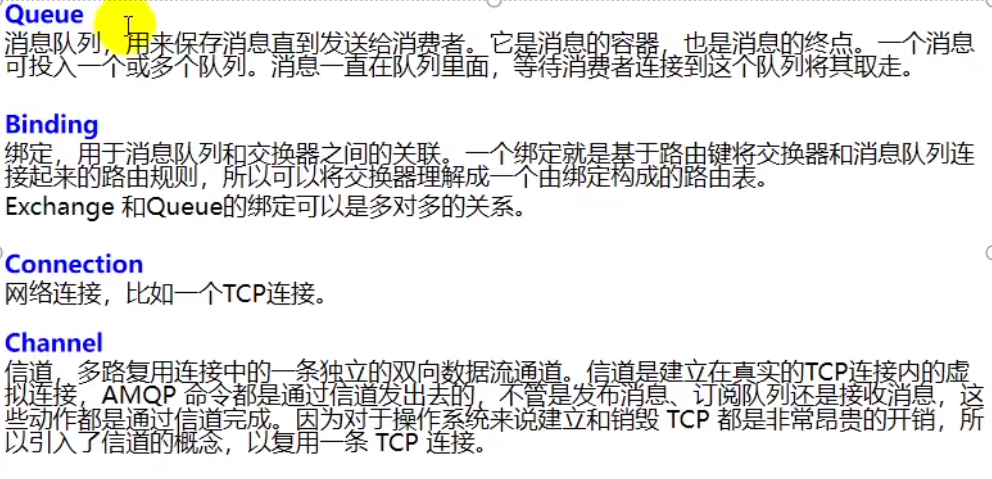 Queue
消息队列，用来保存消息直到发送给消费者。它是消息的容器，也是消息的终点。一个消息
可投入一个或多个队列。消息一直在队列里面，等待消费者连接到这个队列将其取走。
Binding
绑定，用于消息队列和交换器之间的关联。一个绑定就是基于路由键将交换器和消息队列连
接起来的路由规则，所以可以将交换器理解成一个由绑定构成的路由表。
Exchange 和Queue的绑定可以是多对多的关系。
Connection
网络连接，比如一个TCP连接。
Channel
信道，多路复用连接中的一条独立的双向数据流通道。信道是建立在真实的TCP连接内的虚
拟连接，AMQP 命令都是通过信道发出去的，不管是发布消息、订阅队列还是接收消息，这
些动作都是通过信道完成。因为对于操作系统来说建立和销毁 TCP 都是非常昂贵的开销，所
以引入了信道的概念，以复用一条 TCP 连接。